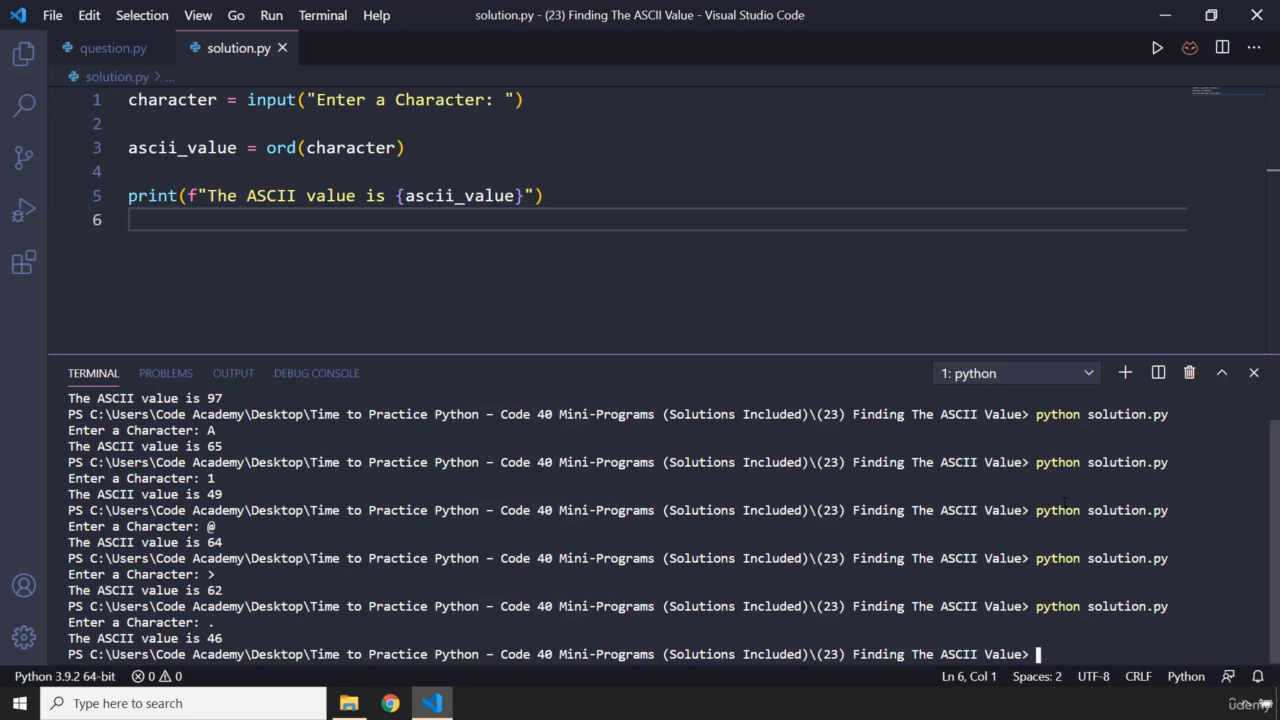 File Edit Selection View Go Run Terminal Help solution.py - (23) Finding The ASCII Value - Visual Studio Code
question.py solution.py
solution.py > ...
1 character = input("Enter a Character: ")
2
3 ascii_value = ord(character)
4
5 print(f"The ASCII value is {ascii_value}")
6
TERMINAL PROBLEMS OUTPUT DEBUG CONSOLE 1: python
The ASCII value is 97
PS C:\Users\Code Academy\Desktop\Time to Practice Python – Code 40 Mini-Programs (Solutions Included)\(23) Finding The ASCII Value> python solution.py
Enter a Character: A
The ASCII value is 65
PS C:\Users\Code Academy\Desktop\Time to Practice Python – Code 40 Mini-Programs (Solutions Included)\(23) Finding The ASCII Value> python solution.py
Enter a Character: 1
The ASCII value is 49
PS C:\Users\Code Academy\Desktop\Time to Practice Python – Code 40 Mini-Programs (Solutions Included)\(23) Finding The ASCII Value> python solution.py
Enter a Character: @
The ASCII value is 64
PS C:\Users\Code Academy\Desktop\Time to Practice Python – Code 40 Mini-Programs (Solutions Included)\(23) Finding The ASCII Value> python solution.py
Enter a Character: >
The ASCII value is 62
PS C:\Users\Code Academy\Desktop\Time to Practice Python – Code 40 Mini-Programs (Solutions Included)\(23) Finding The ASCII Value> python solution.py
Enter a Character: .
The ASCII value is 46
PS C:\Users\Code Academy\Desktop\Time to Practice Python – Code 40 Mini-Programs (Solutions Included)\(23) Finding The ASCII Value>
Python 3.9.2 64-bit 0 0 Ln 6, Col 1 Spaces: 2 UTF-8 CRLF Python
Type here to search udemy